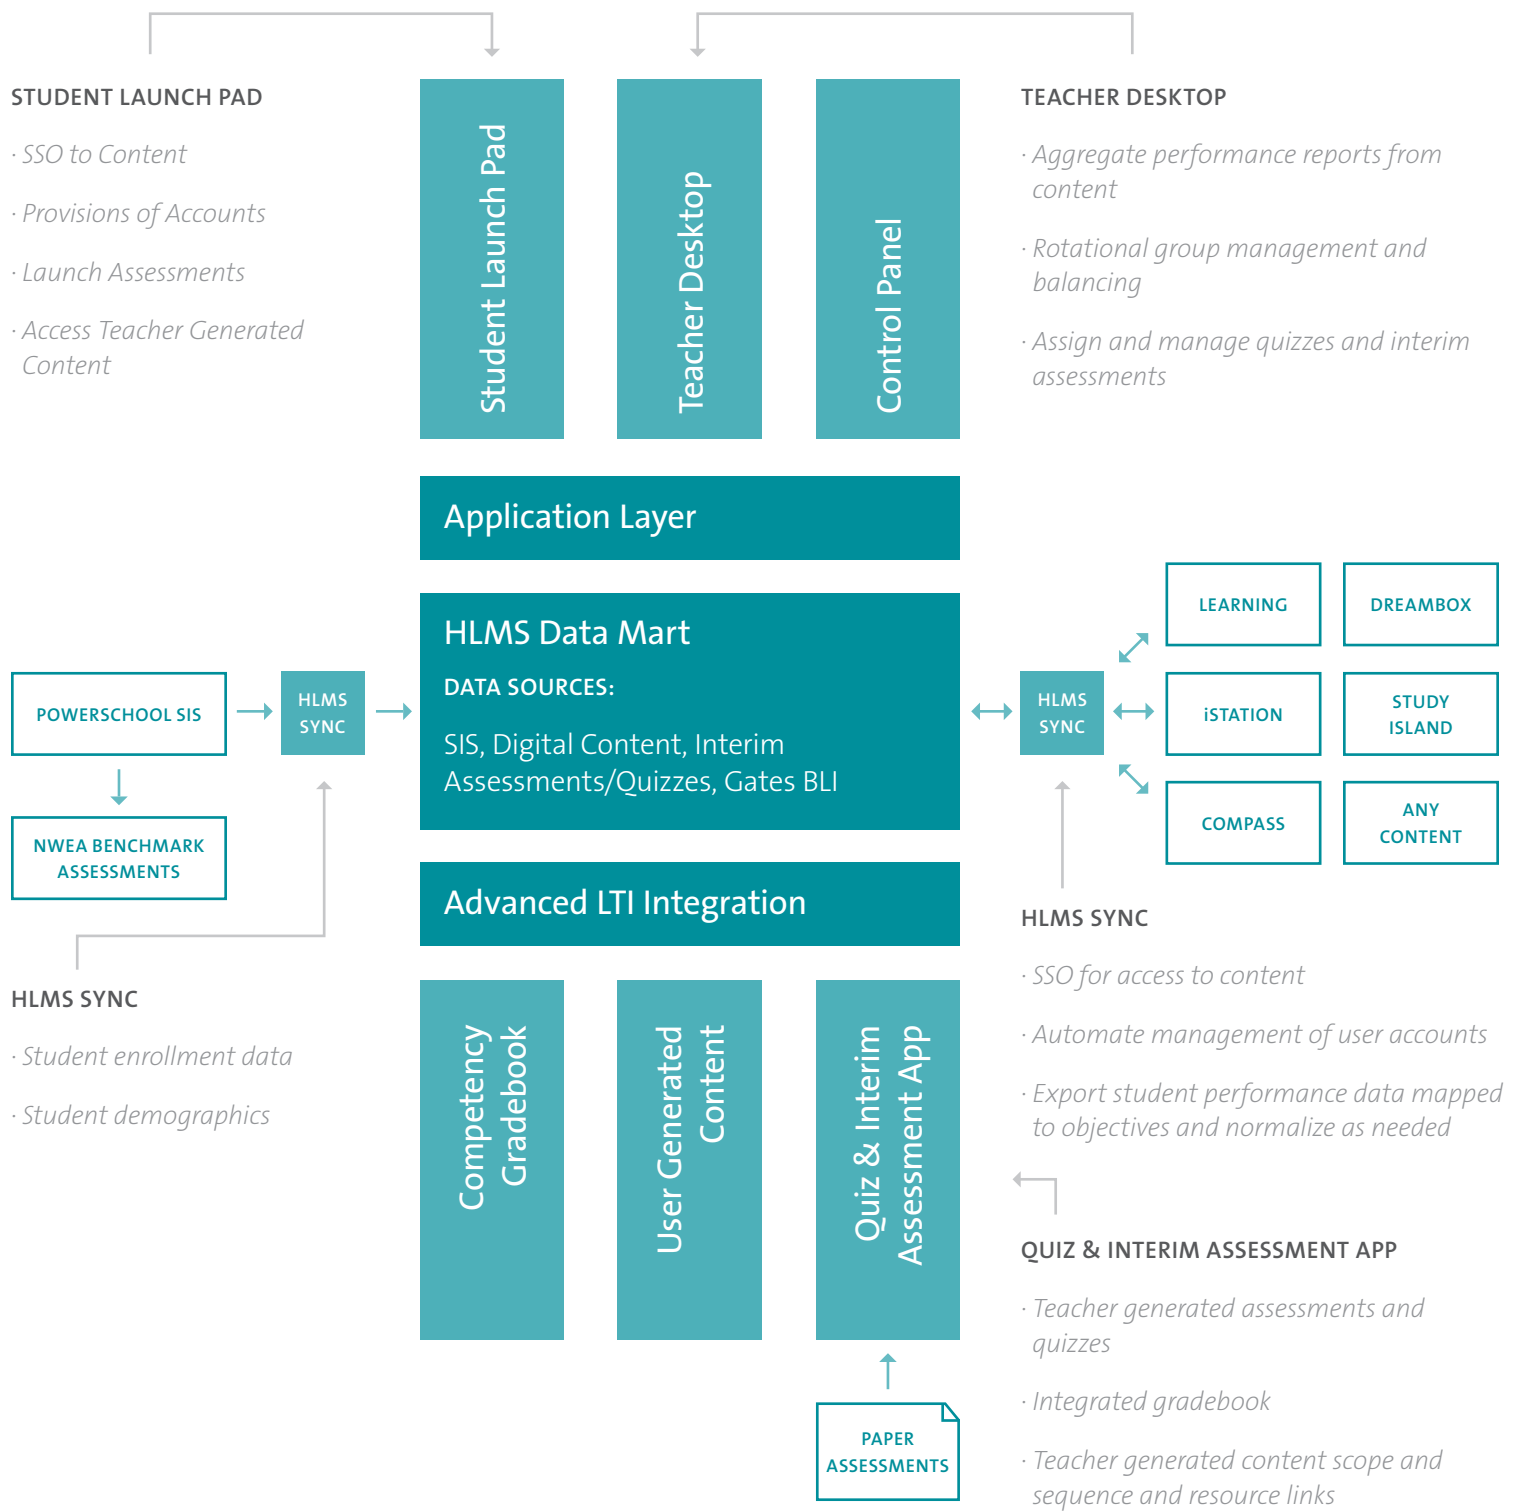 STUDENT LAUNCH PAD
· SSO to Content
· Provisions of Accounts
· Launch Assessments
· Access Teacher Generated
Content
Student Launch Pad
Teacher Desktop
Control Panel
TEACHER DESKTOP
· Aggregate performance reports from
content
· Rotational group management and
balancing
· Assign and manage quizzes and interim
assessments
Application Layer
HLMS Data Mart
DATA SOURCES:
SIS, Digital Content, Interim
Assessments/Quizzes, Gates BLI
Advanced LTI Integration
POWERSCHOOL SIS
HLMS
SYNC
NWEA BENCHMARK
ASSESSMENTS
HLMS SYNC
· Student enrollment data
· Student demographics
HLMS
SYNC
LEARNING
DREAMBOX
iSTATION
STUDY
ISLAND
COMPASS
ANY
CONTENT
HLMS SYNC
· SSO for access to content
· Automate management of user accounts
· Export student performance data mapped
to objectives and normalize as needed
Competency
Gradebook
User Generated
Content
Quiz & Interim
Assessment App
PAPER
ASSESSMENTS
QUIZ & INTERIM ASSESSMENT APP
· Teacher generated assessments and
quizzes
· Integrated gradebook
· Teacher generated content scope and
sequence and resource links